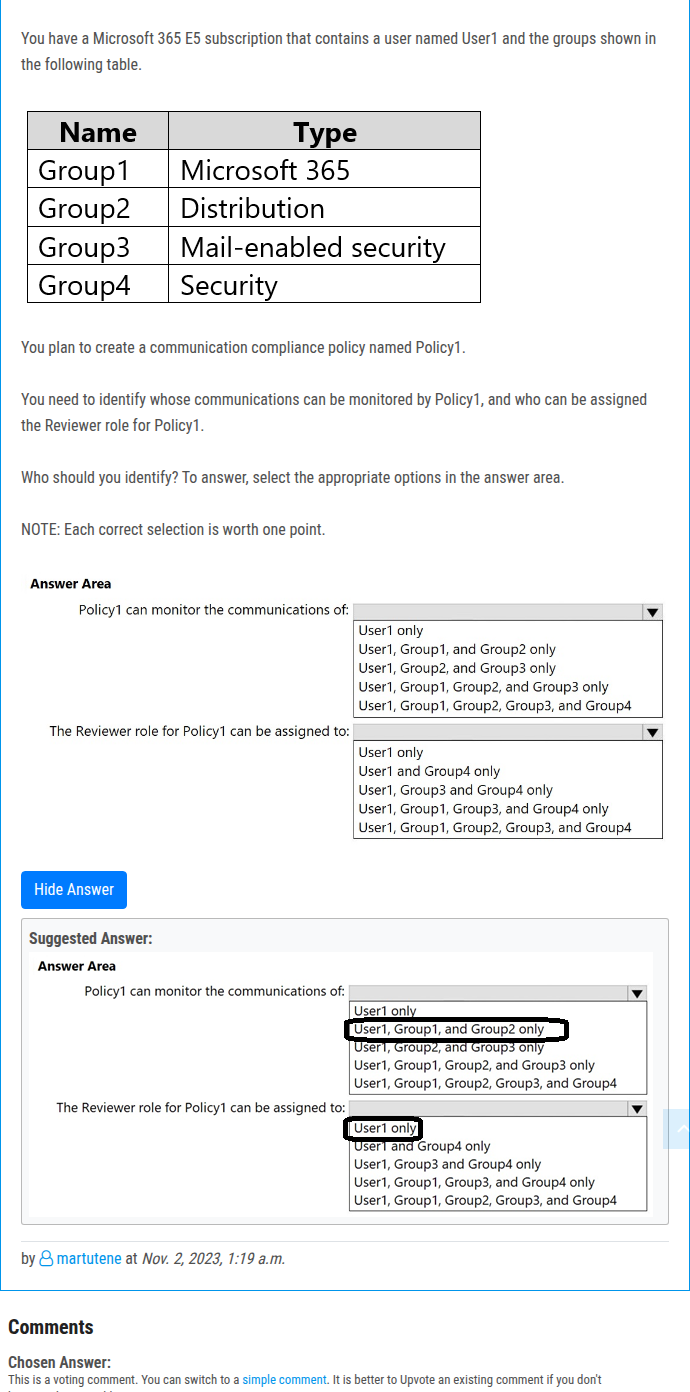 You have a Microsoft 365 E5 subscription that contains a user named User1 and the groups shown in
the following table.
Name Type
Group1 Microsoft 365
Group2 Distribution
Group3 Mail-enabled security
Group4 Security
You plan to create a communication compliance policy named Policy1.
You need to identify whose communications can be monitored by Policy1, and who can be assigned
the Reviewer role for Policy1.
Who should you identify? To answer, select the appropriate options in the answer area.
NOTE: Each correct selection is worth one point.
Answer Area
Policy1 can monitor the communications of:
User1 only
User1, Group1, and Group2 only
User1, Group2, and Group3 only
User1, Group1, Group2, and Group3 only
User1, Group1, Group2, Group3, and Group4
The Reviewer role for Policy1 can be assigned to:
User1 only
User1 and Group4 only
User1, Group3 and Group4 only
User1, Group1, Group3, and Group4 only
User1, Group1, Group2, Group3, and Group4
Hide Answer
Suggested Answer:
Answer Area
Policy1 can monitor the communications of:
User1 only
User1, Group1, and Group2 only
User1, Group2, and Group3 only
User1, Group1, Group2, and Group3 only
User1, Group1, Group2, Group3, and Group4
The Reviewer role for Policy1 can be assigned to:
User1 only
User1 and Group4 only
User1, Group3 and Group4 only
User1, Group1, Group3, and Group4 only
User1, Group1, Group2, Group3, and Group4
by martutene at Nov. 2, 2023, 1:19 a.m.
Comments
Chosen Answer:
This is a voting comment. You can switch to a simple comment. It is better to Upvote an existing comment if you don't